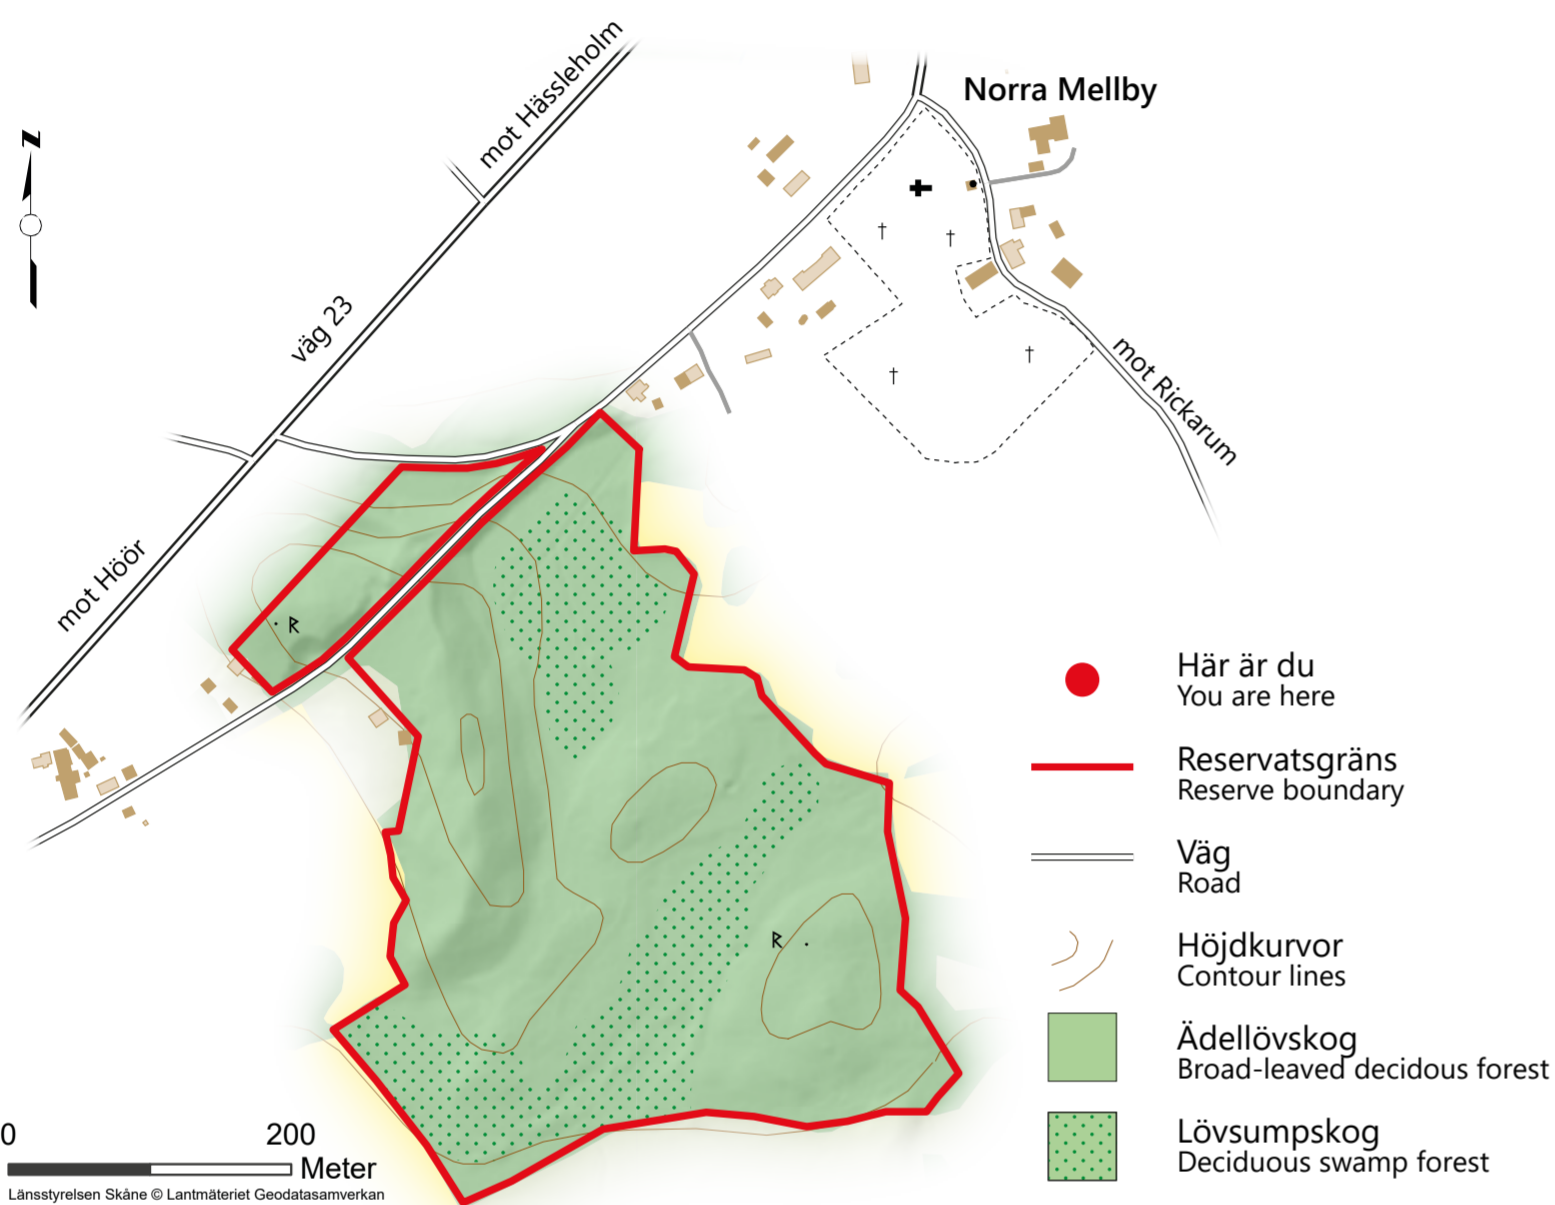 mot Hässleholm
Norra Mellby
N
väg 23
mot Rickarum
mot Höör
R
R
Här är du
You are here
Reservatsgräns
Reserve boundary
Väg
Road
Höjdkurvor
Contour lines
Ädellövskog
Broad-leaved decidous forest
Lövsumpskog
Deciduous swamp forest
0 200
Meter
Länsstyrelsen Skåne © Lantmäteriet Geodatasamverkan